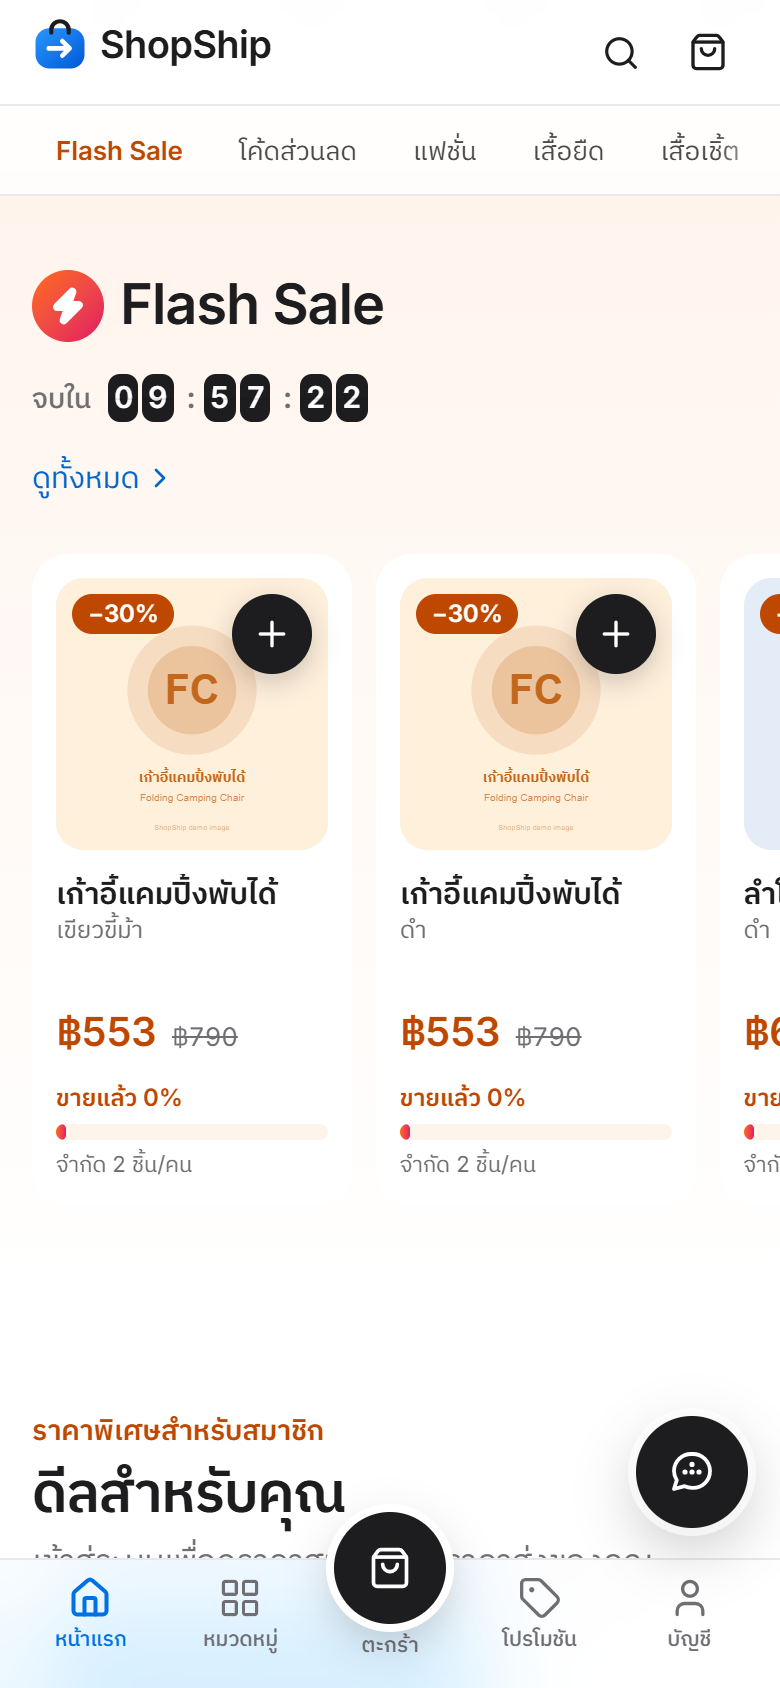 ShopShip
Flash Sale โค้ดส่วนลด แฟชั่น เสื้อยืด เสื้อเชิ้ต
Flash Sale
จบใน 09 : 57 : 22
ดูทั้งหมด
−30%
FC
เก้าอี้แคมปิ้งพับได้
Folding Camping Chair
ShopShip demo image
เก้าอี้แคมปิ้งพับได้
เขียวขี้ม้า
฿553 ฿790
ขายแล้ว 0%
จำกัด 2 ชิ้น/คน
−30%
FC
เก้าอี้แคมปิ้งพับได้
Folding Camping Chair
ShopShip demo image
เก้าอี้แคมปิ้งพับได้
ดำ
฿553 ฿790
ขายแล้ว 0%
จำกัด 2 ชิ้น/คน
ดำ
ราคาพิเศษสำหรับสมาชิก
ดีลสำหรับคุณ
หน้าแรก หมวดหมู่ ตะกร้า โปรโมชัน บัญชี